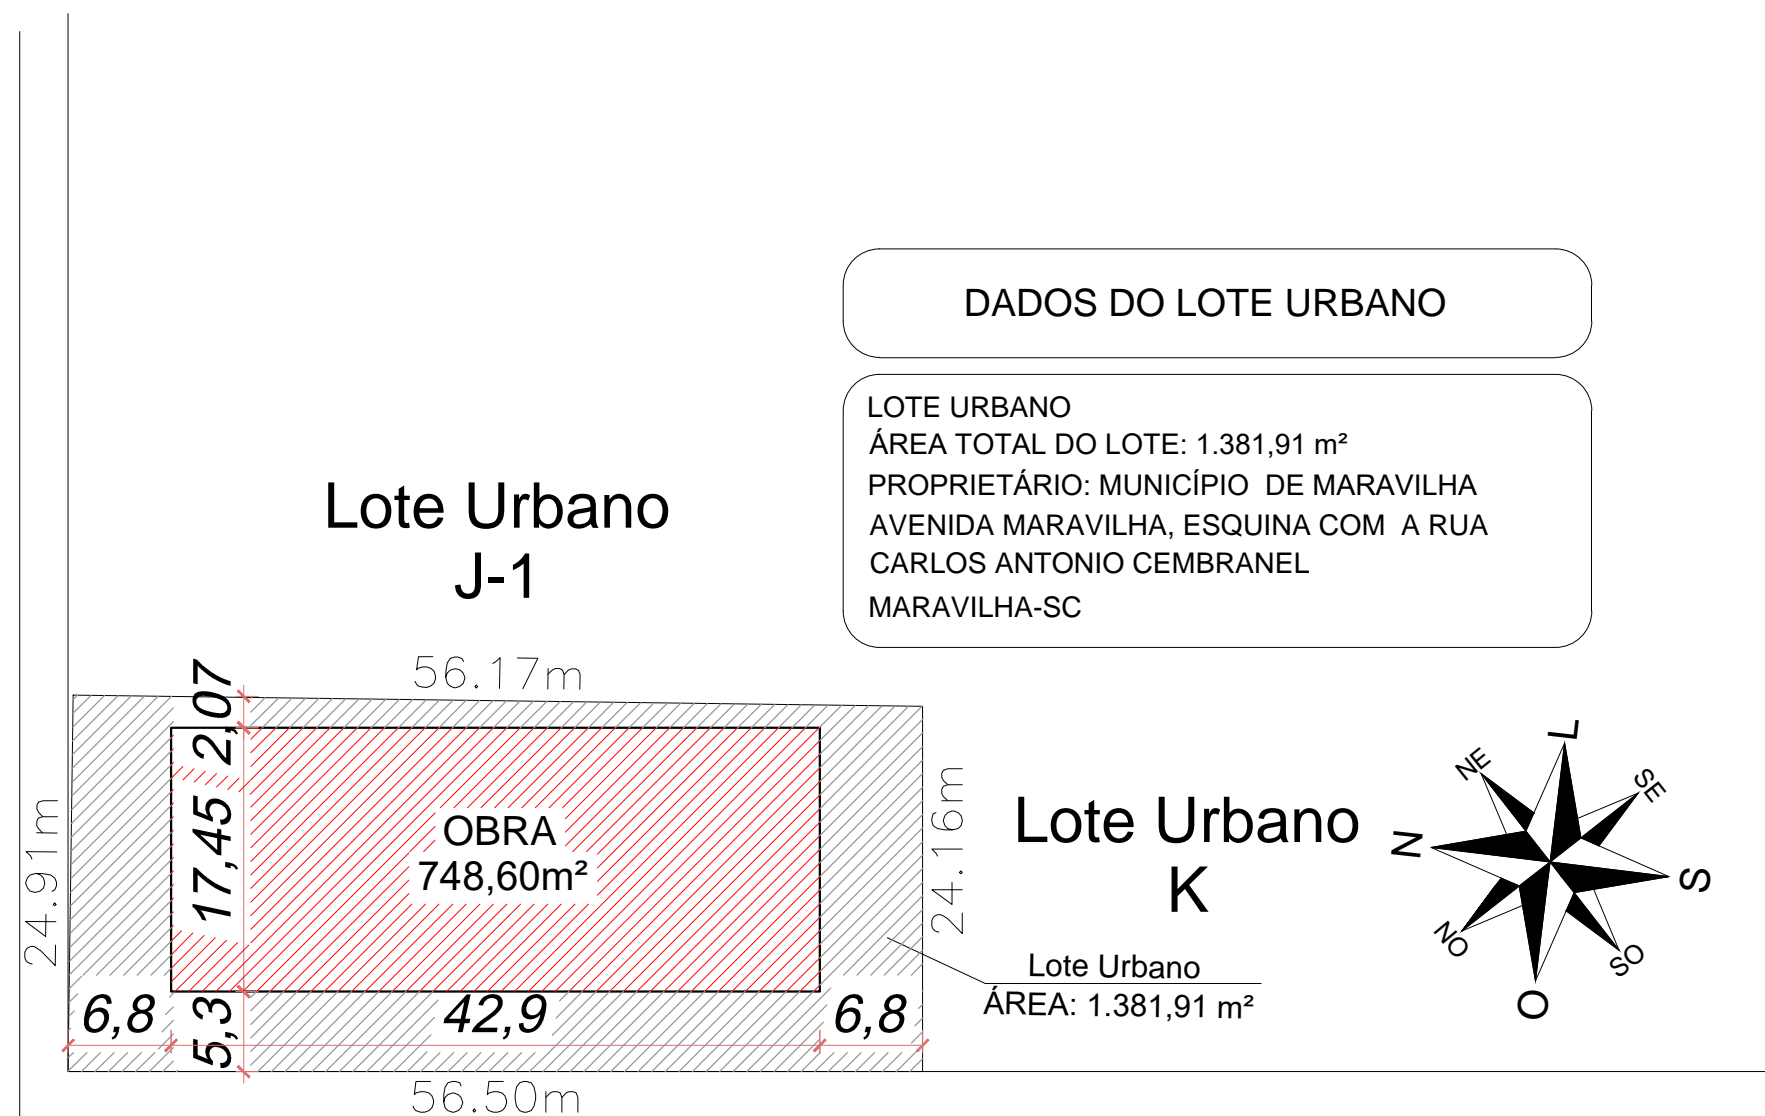 DADOS DO LOTE URBANO
LOTE URBANO
ÁREA TOTAL DO LOTE: 1.381,91 m²
PROPRIETÁRIO: MUNICÍPIO DE MARAVILHA
AVENIDA MARAVILHA, ESQUINA COM A RUA
CARLOS ANTONIO CEMBRANEL
MARAVILHA-SC
Lote Urbano
J-1
56.17m
2,07
17,45
5,3
24.91m
OBRA
748,60m²
24.16m
6,8
42,9
6,8
56.50m
Lote Urbano
K
Lote Urbano
ÁREA: 1.381,91 m²
L
NE
SE
N
S
NO
SO
O